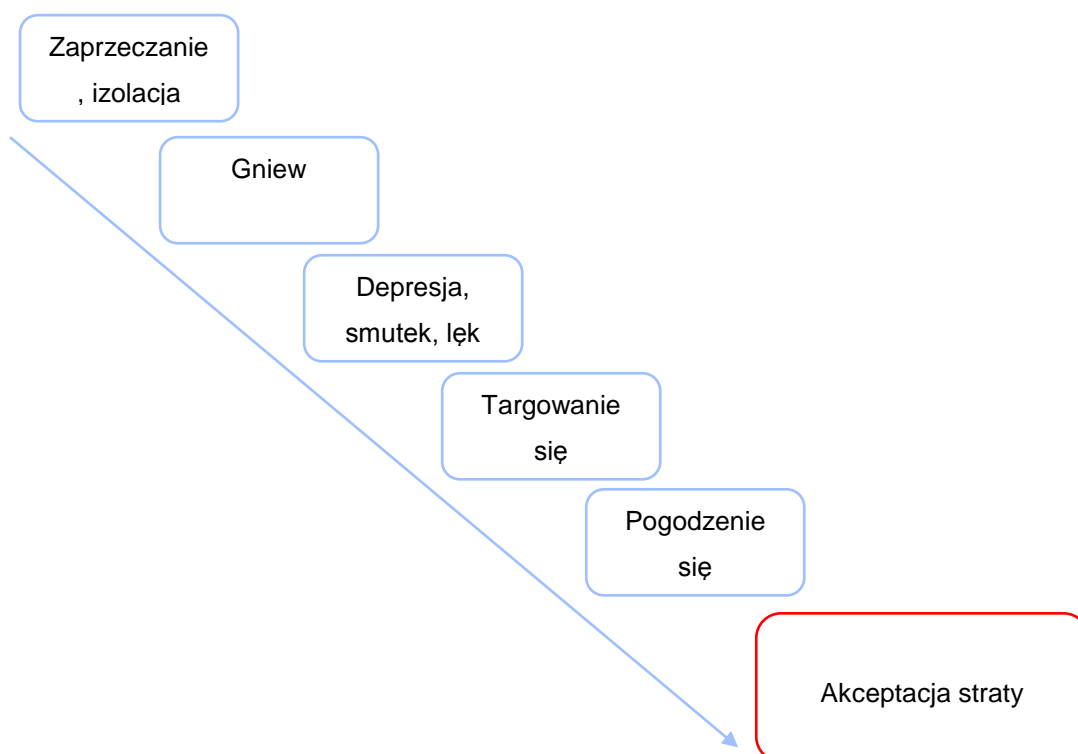 Zaprzeczanie
, izolacja
Gniew
Depresja,
smutek, lęk
Targowanie
się
Pogodzenie
się
Akceptacja straty